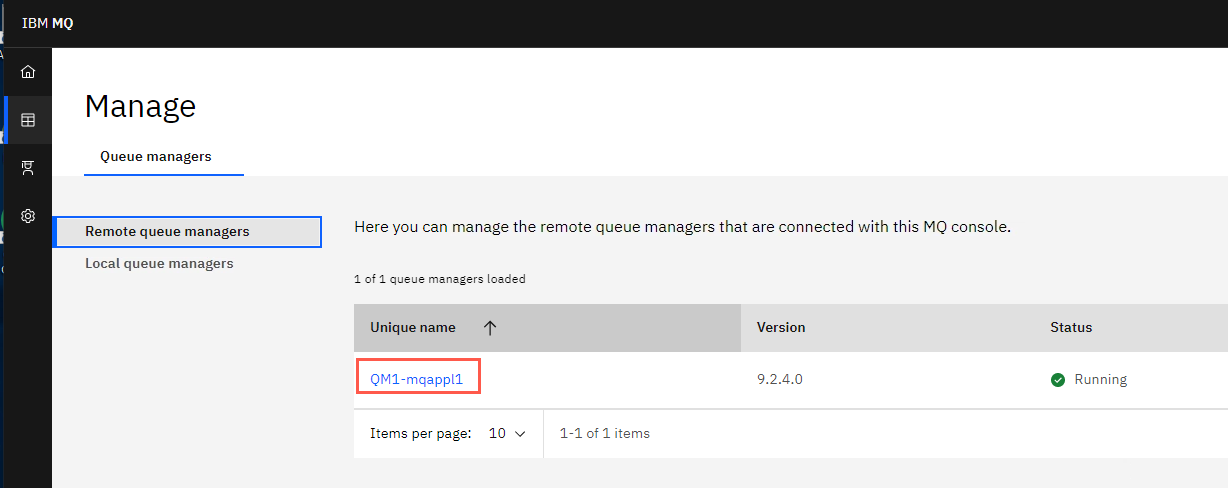 IBM MQ
Manage
Queue managers
Remote queue managers
Local queue managers
Here you can manage the remote queue managers that are connected with this MQ console.
1 of 1 queue managers loaded
Unique name Version Status
QM1-mqappl1 9.2.4.0 Running
Items per page: 10 1-1 of 1 items